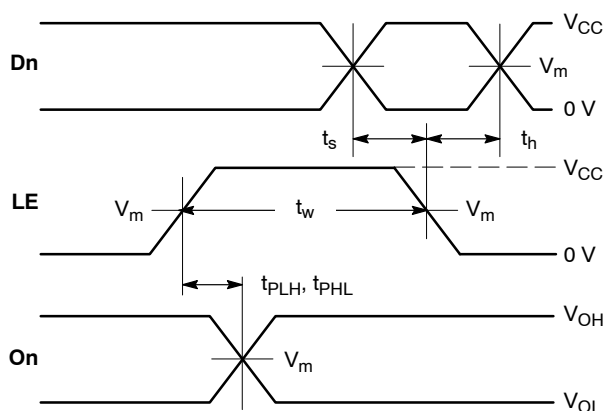 V_CC
Dn
V_m
0 V
t_s
t_h
V_CC
LE
V_m
t_w
V_m
0 V
t_PLH, t_PHL
V_OH
On
V_m
V_OL